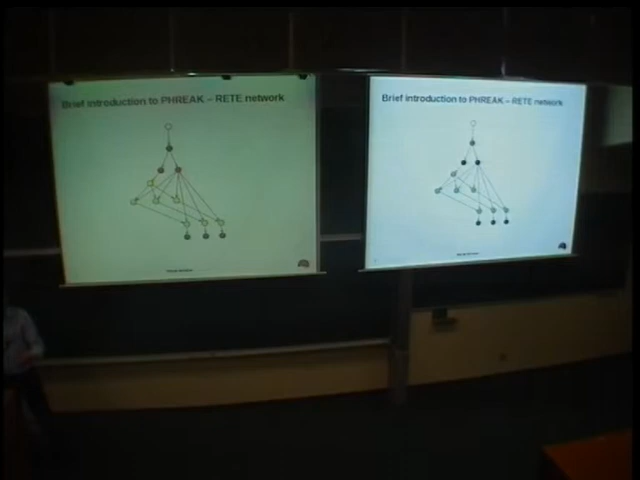 Brief introduction to PHREAK – RETE network
Brief introduction to PHREAK – RETE network